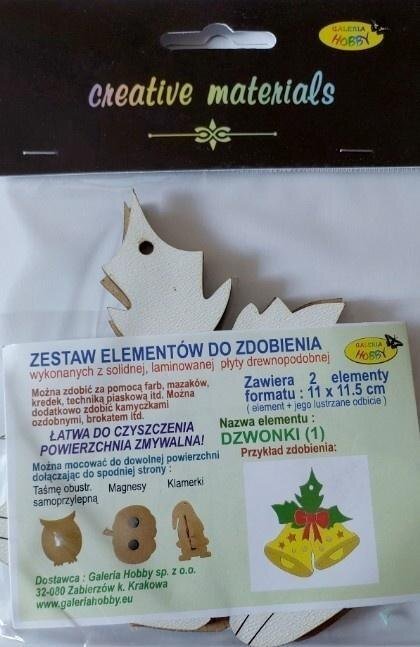 GALERIA
HOBBY
creative materials
ZESTAW ELEMENTÓW DO ZDOBIENIA
wykonanych z solidnej, laminowanej płyty drewnopodobnej
GALERIA
HOBBY
Można zdobić za pomocą farb, mazaków,
kredek, techniką piaskową itd. Można
dodatkowo zdobić kamyczkami
ozdobnymi, brokatem itd.
ŁATWA DO CZYSZCZENIA
POWIERZCHNIA ZMYWALNA!
Można mocować do dowolnej powierzchni
dołączając do spodniej strony :
Taśmę obustr.
samoprzylepną
Magnesy
Klamerki
Zawiera 2 elementy
formatu : 11 x 11.5 cm
( element + jego lustrzane odbicie )
Nazwa elementu :
DZWONKI (1)
Przykład zdobienia:
Dostawca : Galeria Hobby sp. z o.o.
32-080 Zabierzów k. Krakowa
www.galeriahobby.eu